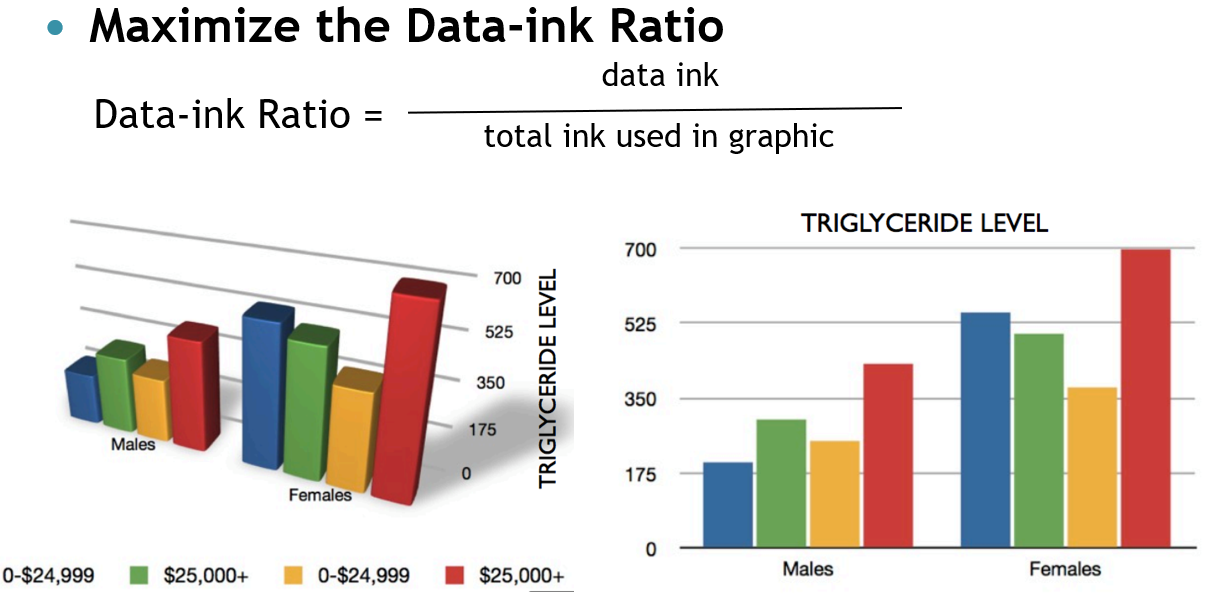 • Maximize the Data-ink Ratio
Data-ink Ratio =
data ink
total ink used in graphic
700
525
350
175
0
TRIGLYCERIDE LEVEL
Males
Females
0-$24,999
$25,000+
0-$24,999
$25,000+
TRIGLYCERIDE LEVEL
700
525
350
175
0
Males
Females